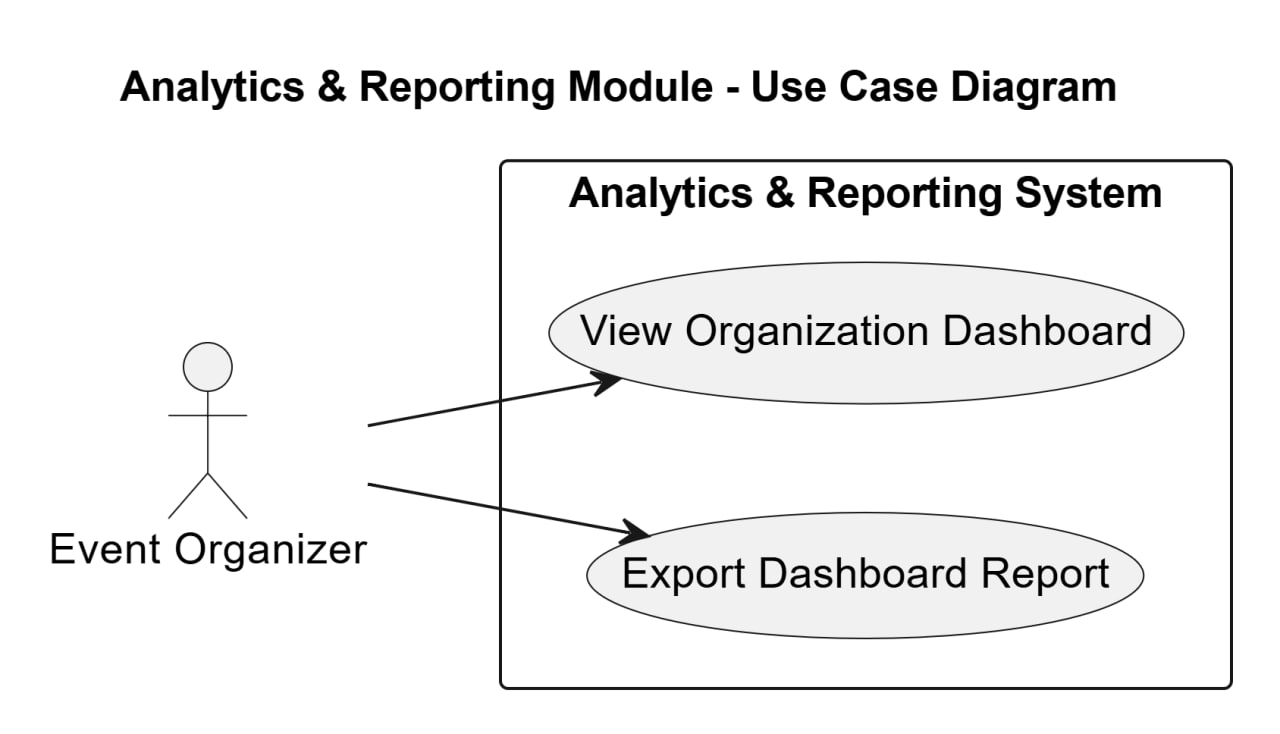 Analytics & Reporting Module - Use Case Diagram
Analytics & Reporting System
View Organization Dashboard
Event Organizer
Export Dashboard Report